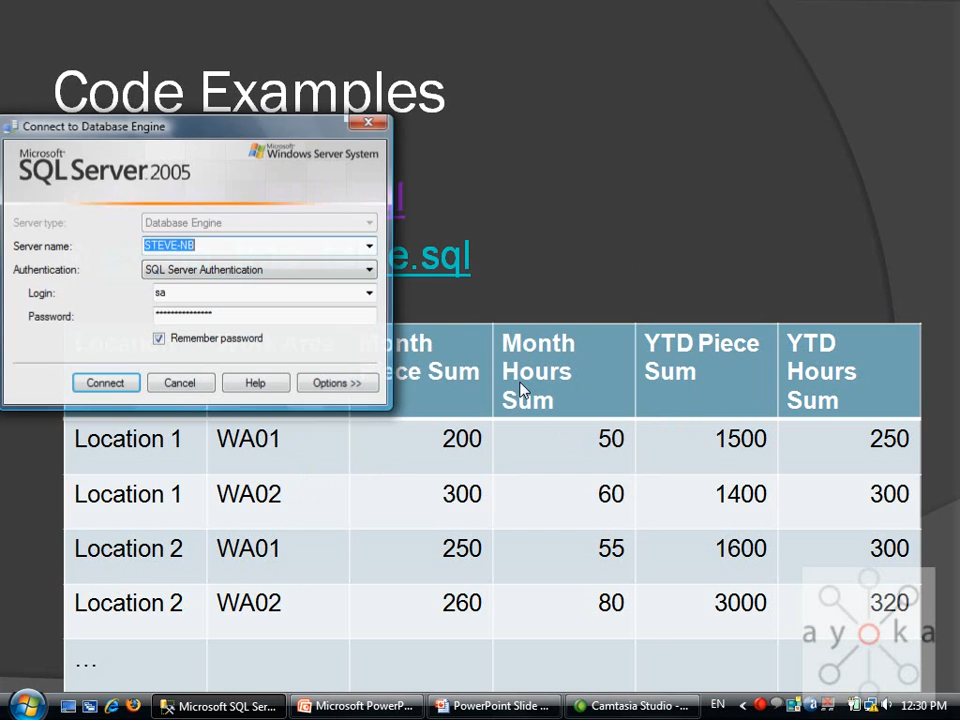 Code Examples
Connect to Database Engine
Microsoft
SQL Server 2005
Microsoft
Windows Server System
Server type:
Database Engine
Server name:
STEVE-NB
Authentication:
SQL Server Authentication
Login:
sa
Password:
***************
Remember password
Connect
Cancel
Help
Options >>
e.sql
Month
Piece Sum
Month
Hours
Sum
YTD Piece
Sum
YTD
Hours
Sum
Location 1 WA01 200 50 1500 250
Location 1 WA02 300 60 1400 300
Location 2 WA01 250 55 1600 300
Location 2 WA02 260 80 3000 320
...
ayoka
Microsoft SQL Ser...
Microsoft PowerP...
PowerPoint Slide ...
Camtasia Studio - ...
EN
12:30 PM